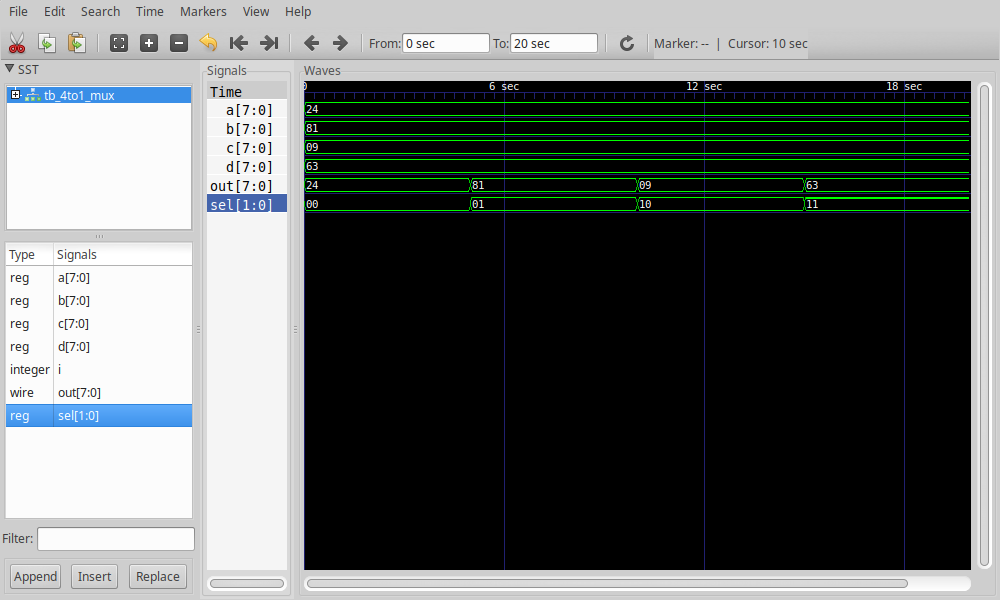 File Edit Search Time Markers View Help
From: 0 sec To: 20 sec Marker: -- | Cursor: 10 sec
SST
tb_4to1_mux
Type Signals
reg a[7:0]
reg b[7:0]
reg c[7:0]
reg d[7:0]
integer i
wire out[7:0]
reg sel[1:0]
Filter:
Append Insert Replace
Signals
Time
a[7:0]
b[7:0]
c[7:0]
d[7:0]
out[7:0]
sel[1:0]
Waves
0 6 sec 12 sec 18 sec
24
81
09
63
24 81 09 63
00 01 10 11